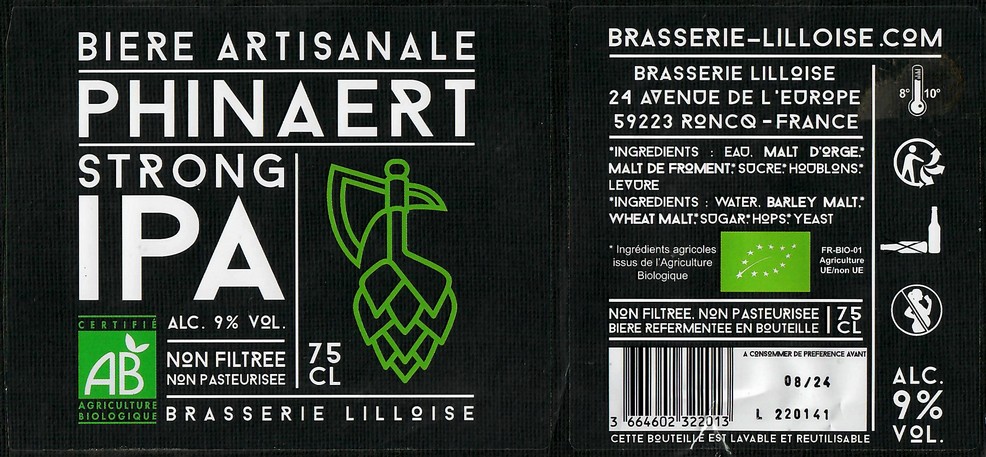 BIERE ARTISANALE
PHINAERT
STRONG
IPA
CERTIFIÉ
AB
AGRICULTURE
BIOLOGIQUE
ALC. 9% VOL.
NON FILTREE
NON PASTEURISEE
75
CL
BRASSERIE LILLOISE
BRASSERIE-LILLOISE.COM
BRASSERIE LILLOISE
24 AVENUE DE L'EUROPE
59223 RONCQ - FRANCE
8° 10°
*INGREDIENTS : EAU, MALT D'ORGE,*
MALT DE FROMENT,* SUCRE,* HOUBLONS,*
LEVURE
*INGREDIENTS : WATER, BARLEY MALT,*
WHEAT MALT,* SUGAR,* HOPS,* YEAST
* Ingrédients agricoles
issus de l'Agriculture
Biologique
FR-BIO-01
Agriculture
UE/non UE
NON FILTREE, NON PASTEURISEE
BIERE REFERMENTEE EN BOUTEILLE
75
CL
A CONSOMMER DE PREFERENCE AVANT
08/24
L 220141
3 664602 322013
CETTE BOUTEILLE EST LAVABLE ET REUTILISABLE
ALC.
9%
VOL.